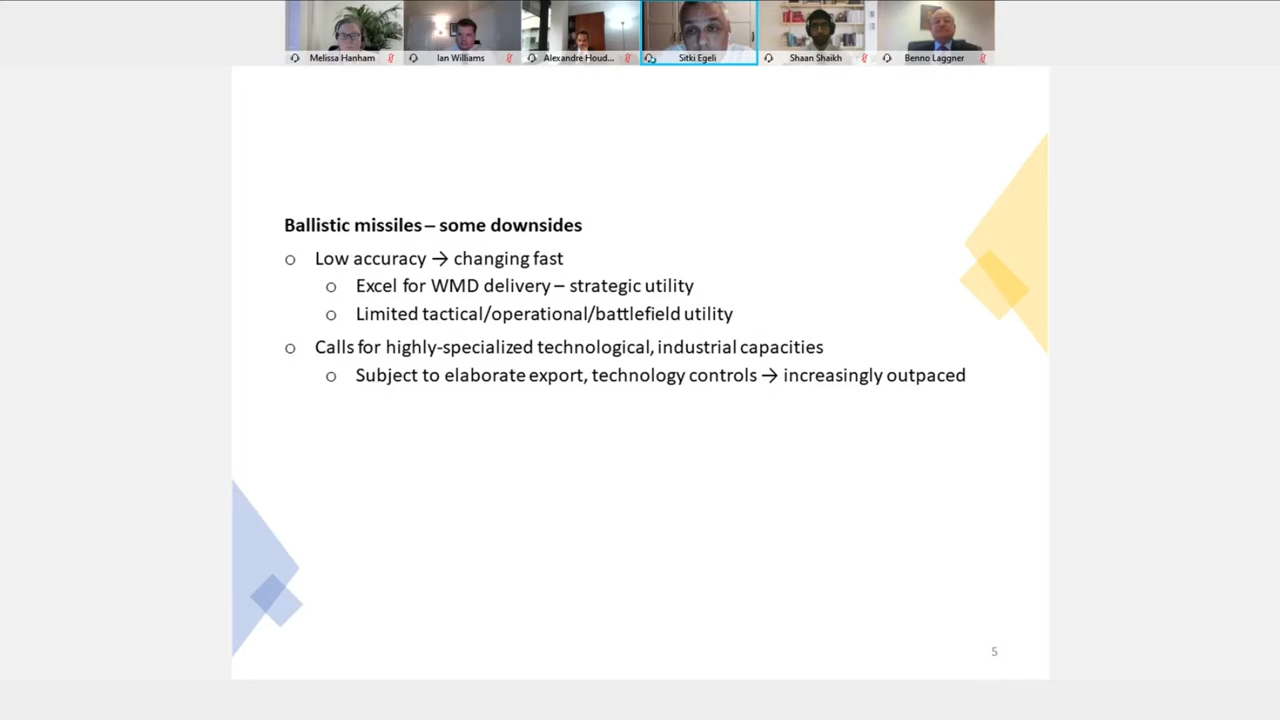 Melissa Hanham
Ian Williams
Alexandre Houd...
Sitki Egeli
Shaan Shaikh
Benno Laggner
Ballistic missiles – some downsides
o Low accuracy → changing fast
o Excel for WMD delivery – strategic utility
o Limited tactical/operational/battlefield utility
o Calls for highly-specialized technological, industrial capacities
o Subject to elaborate export, technology controls → increasingly outpaced
5